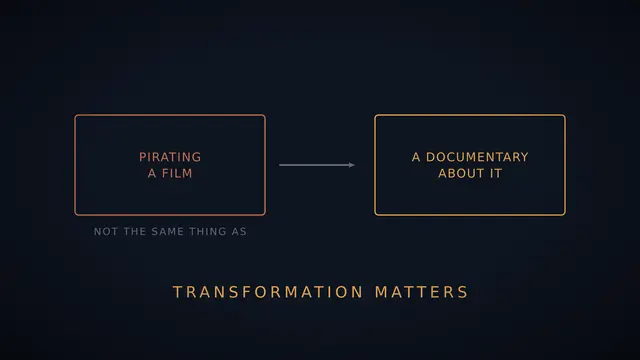 PIRATING
A FILM
A DOCUMENTARY
ABOUT IT
NOT THE SAME THING AS
TRANSFORMATION MATTERS